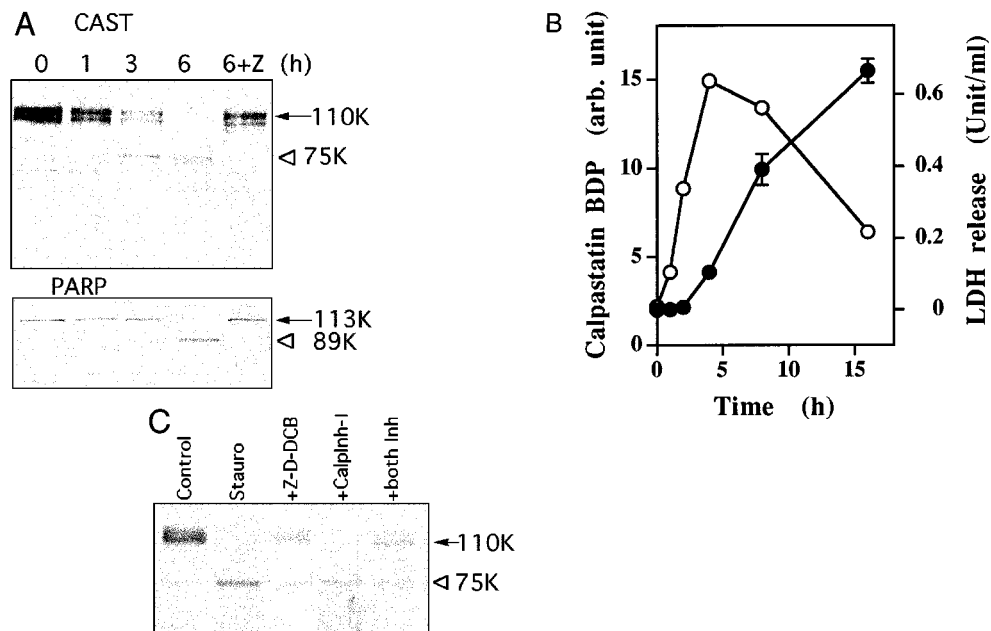 A
CAST
0 1 3 6 6+Z (h)
110K
75K
PARP
113K
89K
B
Calpastatin BDP (arb. unit)
15
10
5
0
0.6
0.4
0.2
0
LDH release (Unit/ml)
0 5 10 15
Time (h)
C
Control
Stauro
+Z-D-DCB
+CalpInh-I
+both Inh
110K
75K